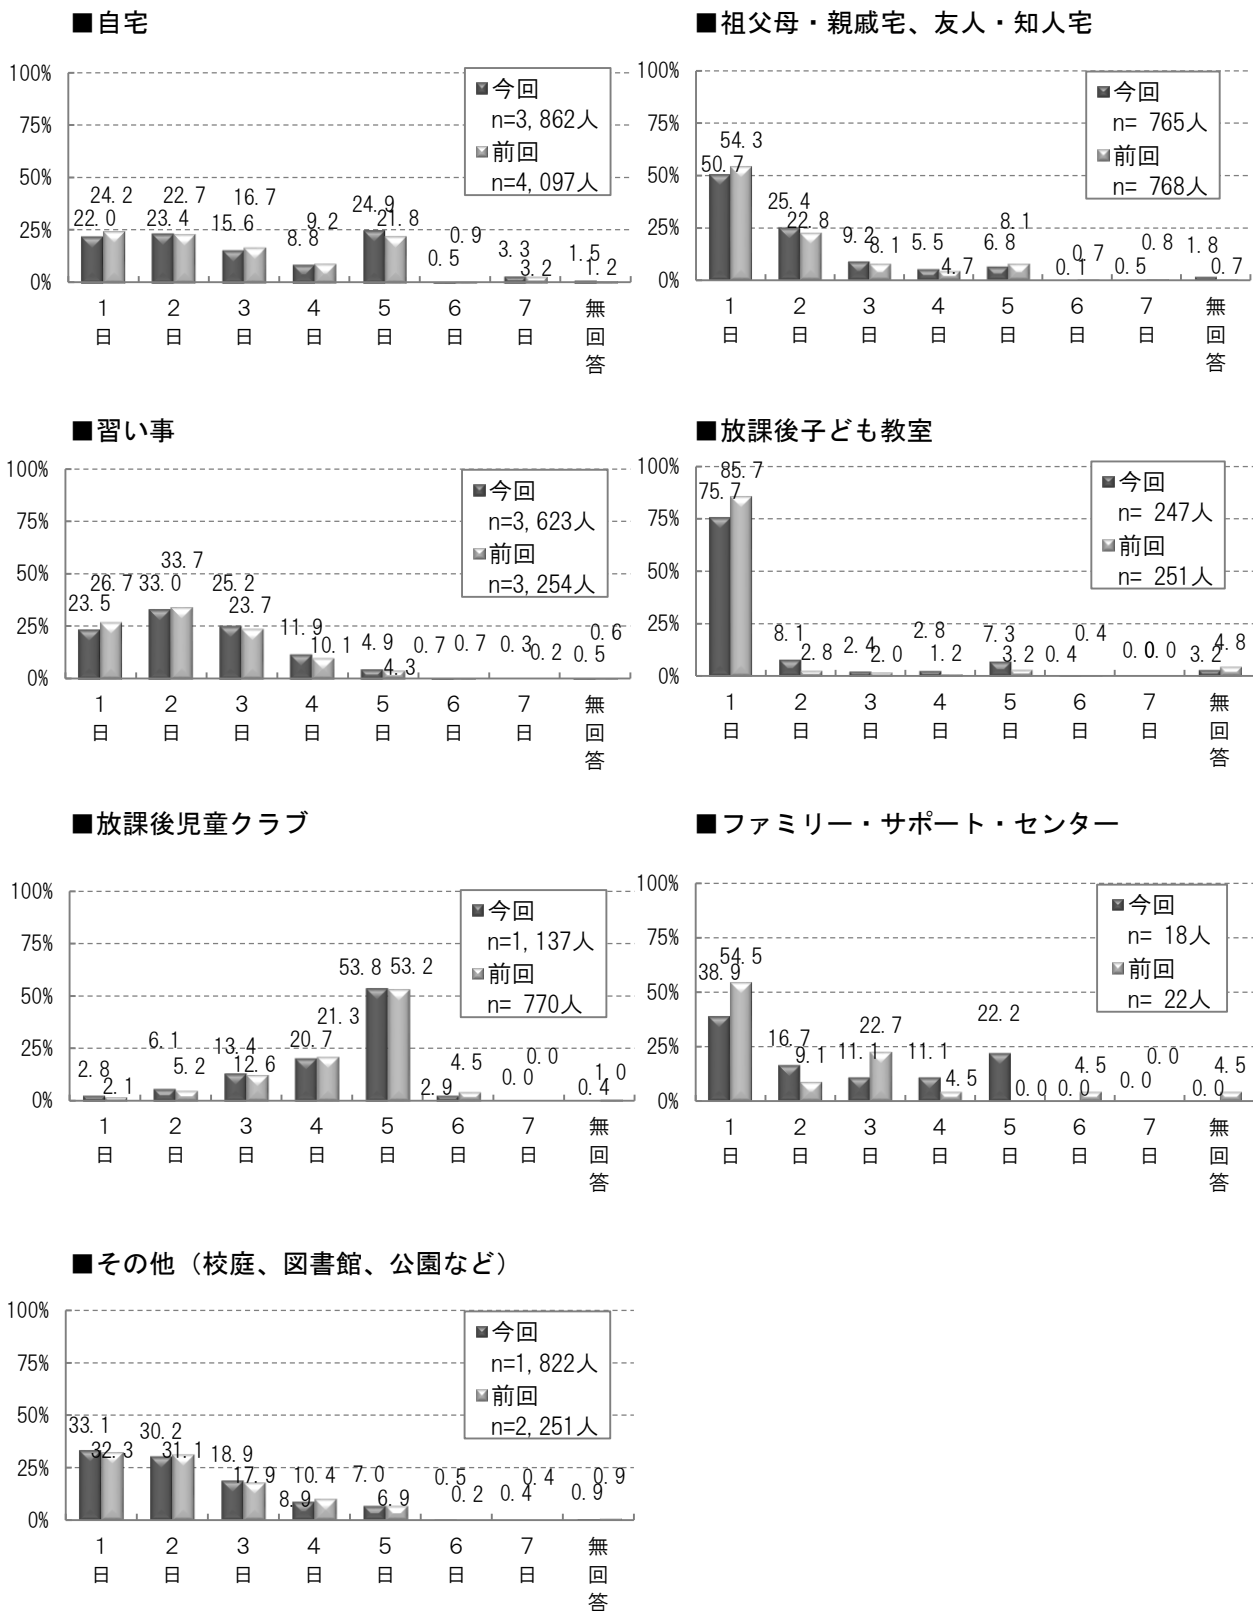 ■自宅
100%
75%
50%
25%
0%
今回
n=3,862人
前回
n=4,097人
22.0 24.2 23.4 22.7 15.6 16.7 8.8 9.2 24.9 21.8 0.5 0.9 3.3 3.2 1.5 1.2
1日 2日 3日 4日 5日 6日 7日 無回答
■祖父母・親戚宅、友人・知人宅
100%
75%
50%
25%
0%
今回
n= 765人
前回
n= 768人
50.7 54.3 25.4 22.8 9.2 8.1 5.5 4.7 6.8 8.1 0.1 0.7 0.5 0.8 1.8 0.7
1日 2日 3日 4日 5日 6日 7日 無回答
■習い事
100%
75%
50%
25%
0%
今回
n=3,623人
前回
n=3,254人
23.5 26.7 33.0 33.7 25.2 23.7 11.9 10.1 4.9 4.3 0.7 0.7 0.3 0.2 0.5 0.6
1日 2日 3日 4日 5日 6日 7日 無回答
■放課後子ども教室
100%
75%
50%
25%
0%
今回
n= 247人
前回
n= 251人
75.7 85.7 8.1 2.8 2.4 2.0 2.8 1.2 7.3 3.2 0.4 0.4 0.0 0.0 3.2 4.8
1日 2日 3日 4日 5日 6日 7日 無回答
■放課後児童クラブ
100%
75%
50%
25%
0%
今回
n=1,137人
前回
n= 770人
2.8 2.1 6.1 5.2 13.4 12.6 20.7 21.3 53.8 53.2 2.9 4.5 0.0 0.0 0.4 1.0
1日 2日 3日 4日 5日 6日 7日 無回答
■ファミリー・サポート・センター
100%
75%
50%
25%
0%
今回
n= 18人
前回
n= 22人
38.9 54.5 16.7 9.1 11.1 22.7 11.1 4.5 22.2 0.0 0.0 4.5 0.0 0.0 0.0 4.5
1日 2日 3日 4日 5日 6日 7日 無回答
■その他（校庭、図書館、公園など）
100%
75%
50%
25%
0%
今回
n=1,822人
前回
n=2,251人
33.1 32.3 30.2 31.1 18.9 17.9 8.9 10.4 7.0 6.9 0.5 0.2 0.4 0.4 0.9 0.9
1日 2日 3日 4日 5日 6日 7日 無回答